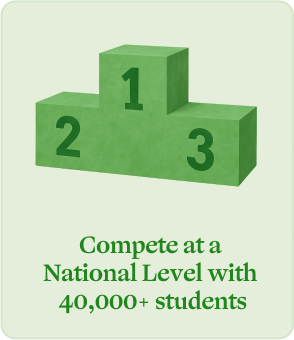 1
2
3
Compete at a
National Level with
40,000+ students